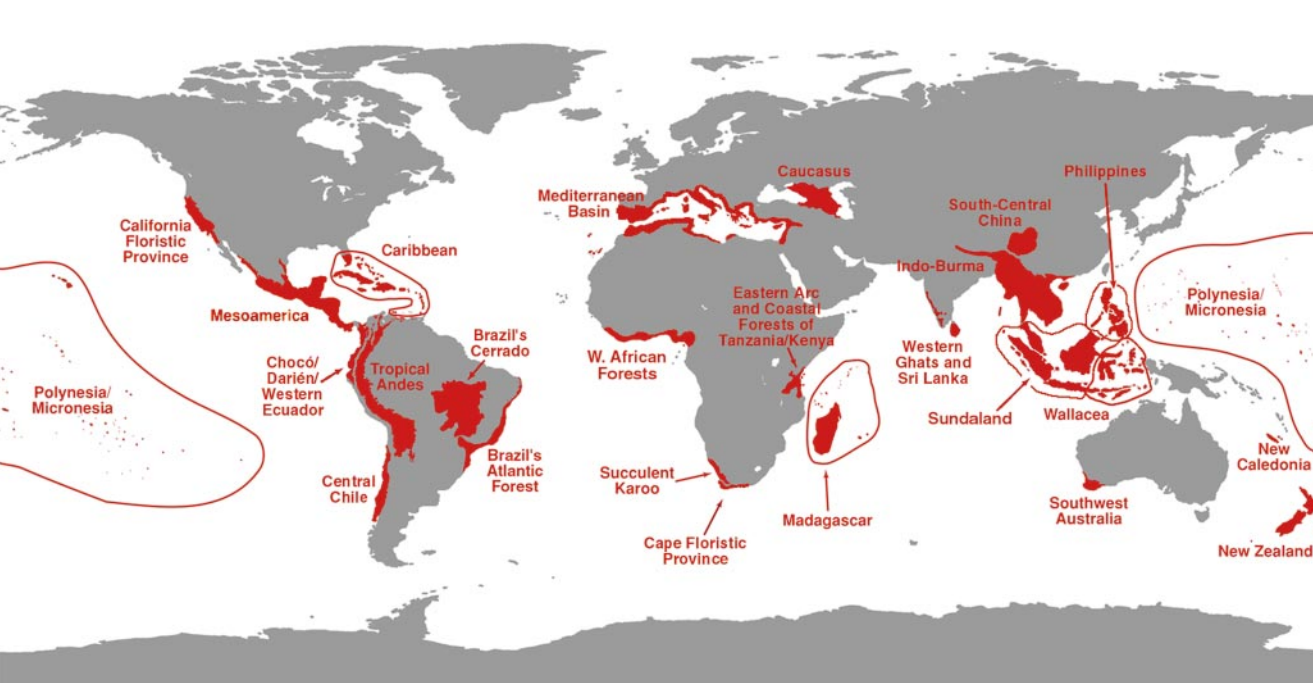 Caucasus
Philippines
Mediterranean
Basin
South-Central
China
California
Floristic
Province
Caribbean
Indo-Burma
Polynesia/
Micronesia
Eastern Arc
and Coastal
Forests of
Tanzania/Kenya
Mesoamerica
Brazil's
Cerrado
W. African
Forests
Western
Ghats and
Sri Lanka
Chocó/
Darién/
Western
Ecuador
Tropical
Andes
Polynesia/
Micronesia
Sundaland
Wallacea
New
Caledonia
Brazil's
Atlantic
Forest
Central
Chile
Succulent
Karoo
Madagascar
Southwest
Australia
Cape Floristic
Province
New Zealand